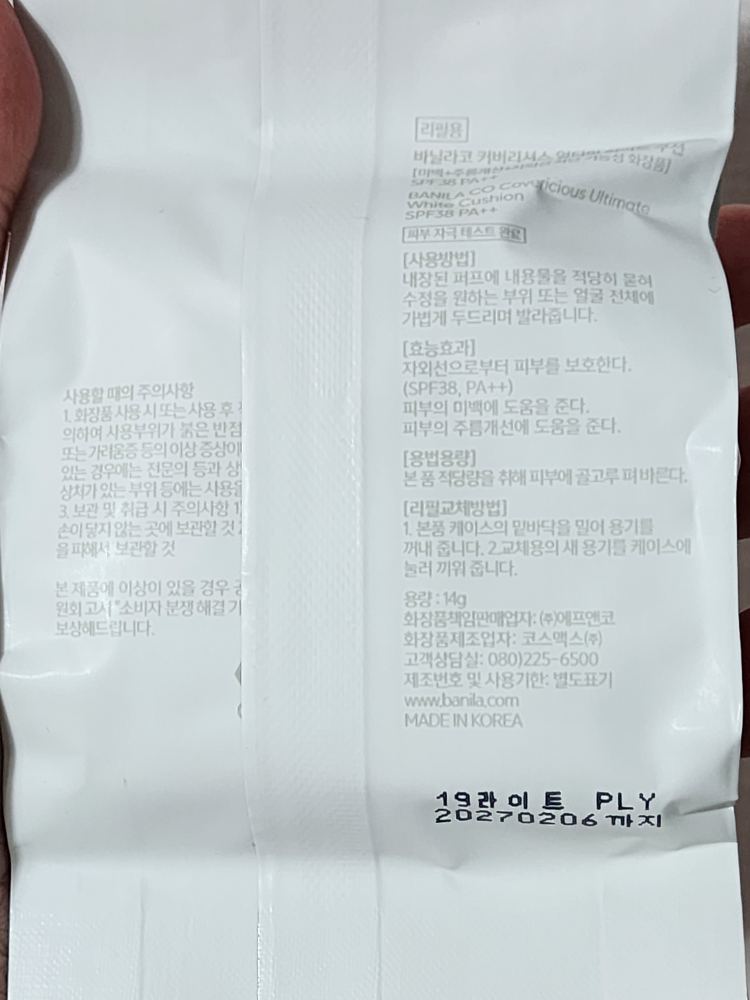 리필용
바닐라코 커버리셔스 쿠션
[미백+주름개선+ 기능성 화장품]
SPF38 PA++
BANILA CO Covericious Ultimate
White Cushion
SPF38 PA++
피부 자극 테스트 완료
[사용방법]
내장된 퍼프에 내용물을 적당히 묻혀
수정을 원하는 부위 또는 얼굴 전체에
가볍게 두드리며 발라줍니다.
[효능효과]
자외선으로부터 피부를 보호한다.
(SPF38, PA++)
피부의 미백에 도움을 준다.
피부의 주름개선에 도움을 준다.
[용법용량]
본 품 적당량을 취해 피부에 골고루 펴 바른다.
[리필교체방법]
1. 본품 케이스의 밑바닥을 밀어 용기를
꺼내 줍니다. 2.교체용의 새 용기를 케이스에
눌러 끼워 줍니다.
용량 : 14g
화장품책임판매업자: ㈜에프앤코
화장품제조업자: 코스맥스㈜
고객상담실: 080)225-6500
제조번호 및 사용기한: 별도표기
www.banila.com
MADE IN KOREA
19라이트 PLY
20270206까지
사용할 때의 주의사항
1. 화장품 사용 시 또는 사용 후
의하여 사용부위가 붉은 반점
또는 가려움증 등의 이상 증상이
있는 경우에는 전문의 등과 상
상처가 있는 부위 등에는 사용을
3. 보관 및 취급 시 주의사항 1)
손이 닿지 않는 곳에 보관할 것 2
을 피해서 보관할 것
본 제품에 이상이 있을 경우 공
원회 고시 "소비자 분쟁 해결 기
보상해드립니다.